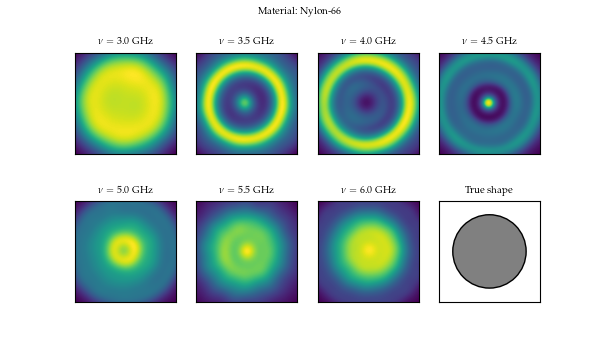 Material: Nylon-66
ν = 3.0 GHz
ν = 3.5 GHz
ν = 4.0 GHz
ν = 4.5 GHz
ν = 5.0 GHz
ν = 5.5 GHz
ν = 6.0 GHz
True shape